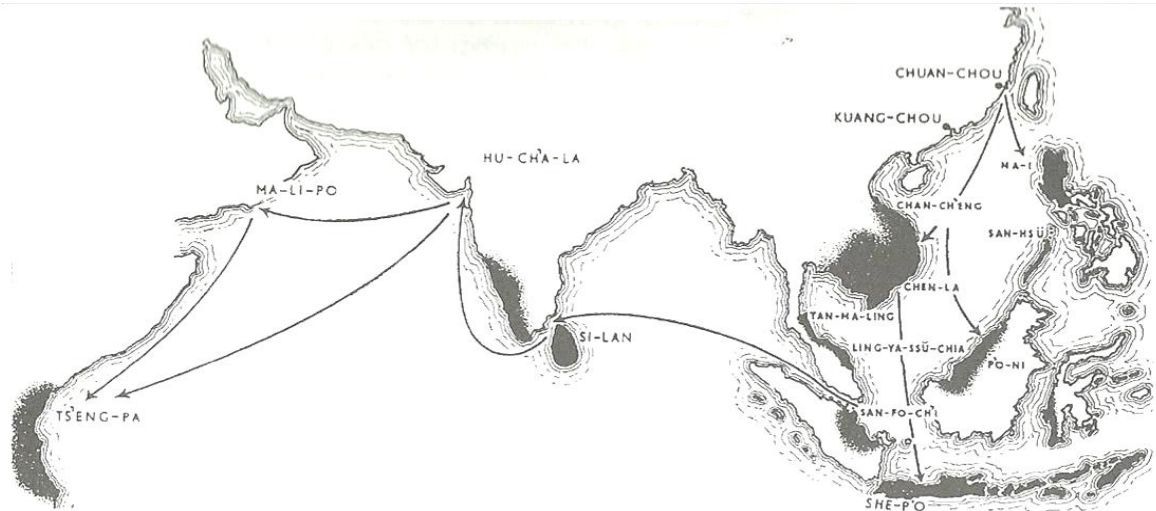 CHUAN-CHOU
KUANG-CHOU
HU-CH'A-LA
MA-I
MA-LI-PO
CHAN-CH'ENG
SAN-HSÜ
CHEN-LA
TAN-MA-LING
SI-LAN
LING-YA-SSŬ-CHIA
P'O-NI
TS'ENG-PA
SAN-FO-CH'I
SHE-P'O